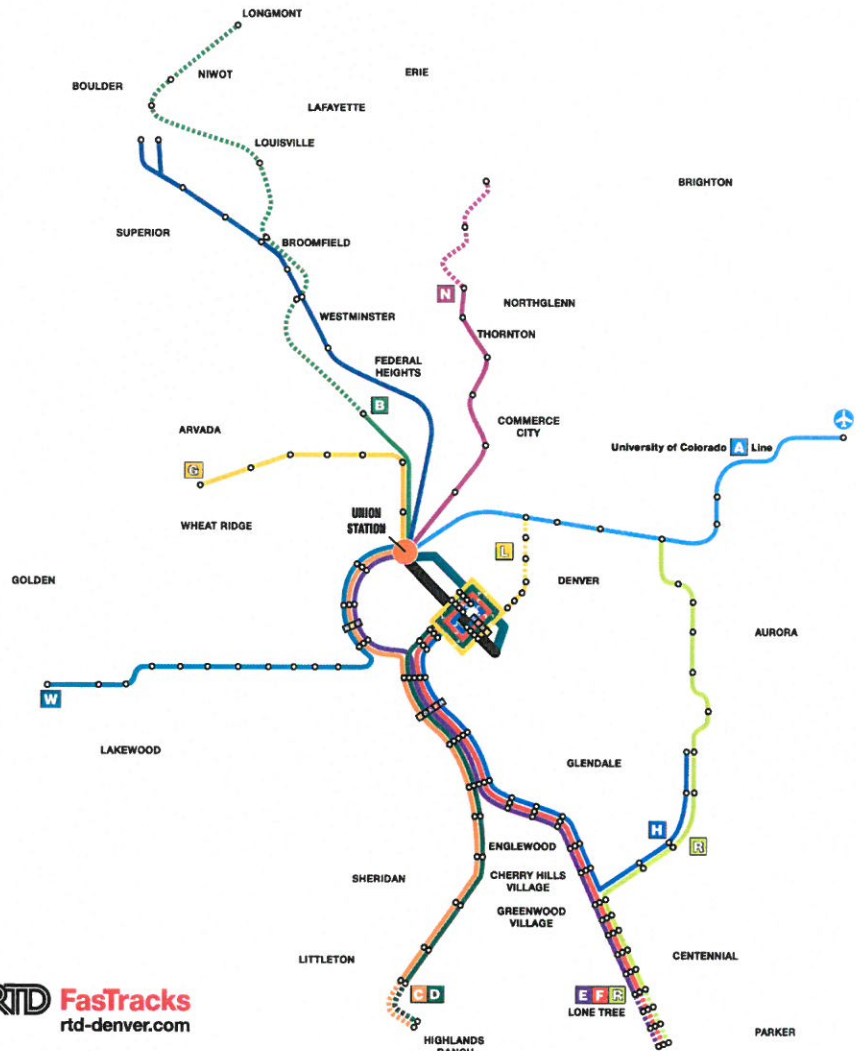 LONGMONT
NIWOT
ERIE
BOULDER
LAFAYETTE
LOUISVILLE
BRIGHTON
SUPERIOR
BROOMFIELD
N
NORTHGLENN
WESTMINSTER
THORNTON
FEDERAL
HEIGHTS
B
COMMERCE
CITY
ARVADA
University of Colorado A Line
G
UNION
STATION
WHEAT RIDGE
L
DENVER
GOLDEN
AURORA
W
LAKEWOOD
GLENDALE
H
R
ENGLEWOOD
SHERIDAN
CHERRY HILLS
VILLAGE
GREENWOOD
VILLAGE
LITTLETON
CENTENNIAL
C D
E F R
LONE TREE
RTD FasTracks
rtd-denver.com
HIGHLANDS
RANCH
PARKER